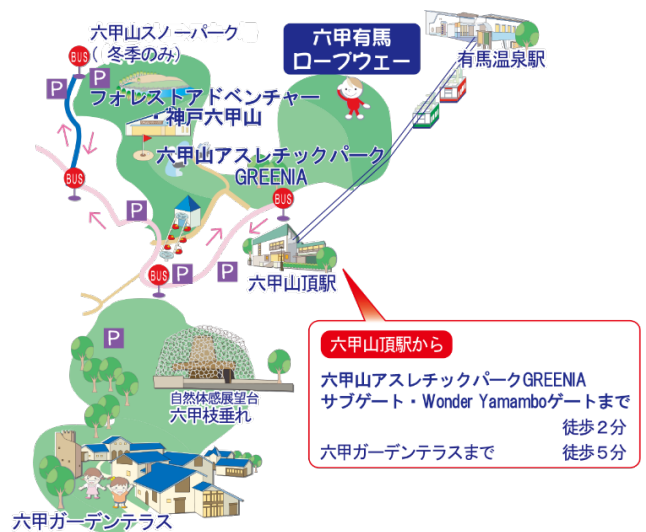 六甲山スノーパーク
(冬季のみ)
BUS
P
P
フォレストアドベンチャー
・神戸六甲山
六甲有馬
ロープウェー
有馬温泉駅
六甲山アスレチックパーク
GREENIA
BUS
BUS
P
BUS
P
P
六甲山頂駅
P
自然体感展望台
六甲枝垂れ
六甲ガーデンテラス
六甲山頂駅から
六甲山アスレチックパークGREENIA
サブゲート・Wonder Yamamboゲートまで
徒歩2分
六甲ガーデンテラスまで 徒歩5分